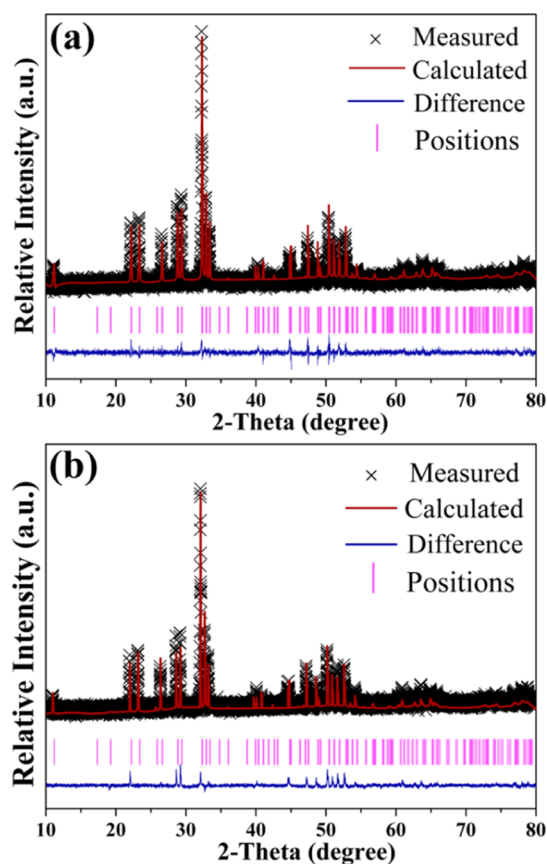 (a)
× Measured
Calculated
Difference
Positions
Relative Intensity (a.u.)
10 20 30 40 50 60 70 80
2-Theta (degree)
(b)
× Measured
Calculated
Difference
Positions
Relative Intensity (a.u.)
10 20 30 40 50 60 70 80
2-Theta (degree)